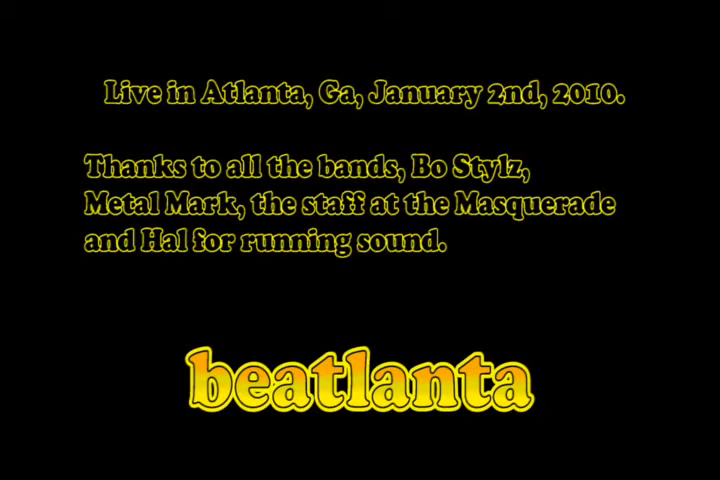 Live in Atlanta, Ga, January 2nd, 2010.
Thanks to all the bands, Bo Stylz,
Metal Mark, the staff at the Masquerade
and Hal for running sound.
beatlanta